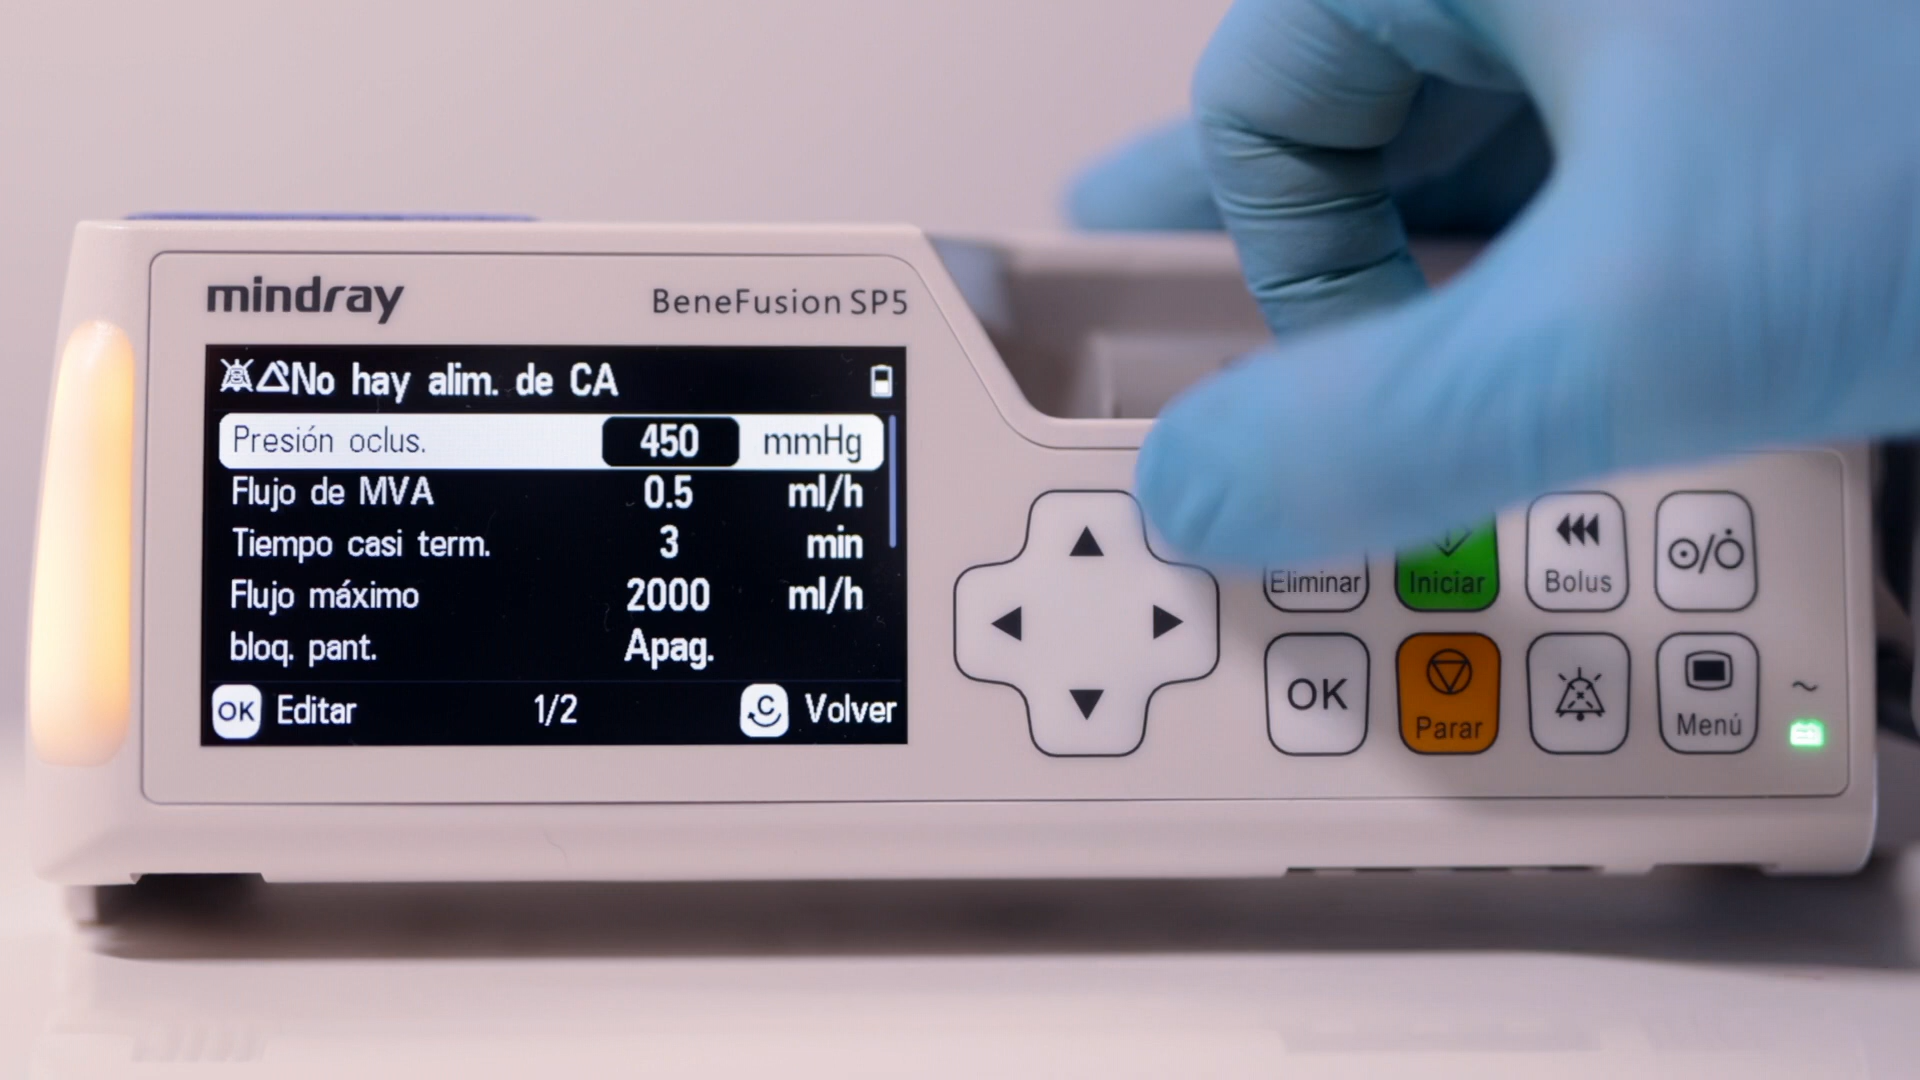 mindray
BeneFusion SP5
No hay alim. de CA
Presión oclus. 450 mmHg
Flujo de MVA 0.5 ml/h
Tiempo casi term. 3 min
Flujo máximo 2000 ml/h
bloq. pant. Apag.
OK Editar 1/2 C Volver
Eliminar Iniciar Bolus
OK Parar Menú